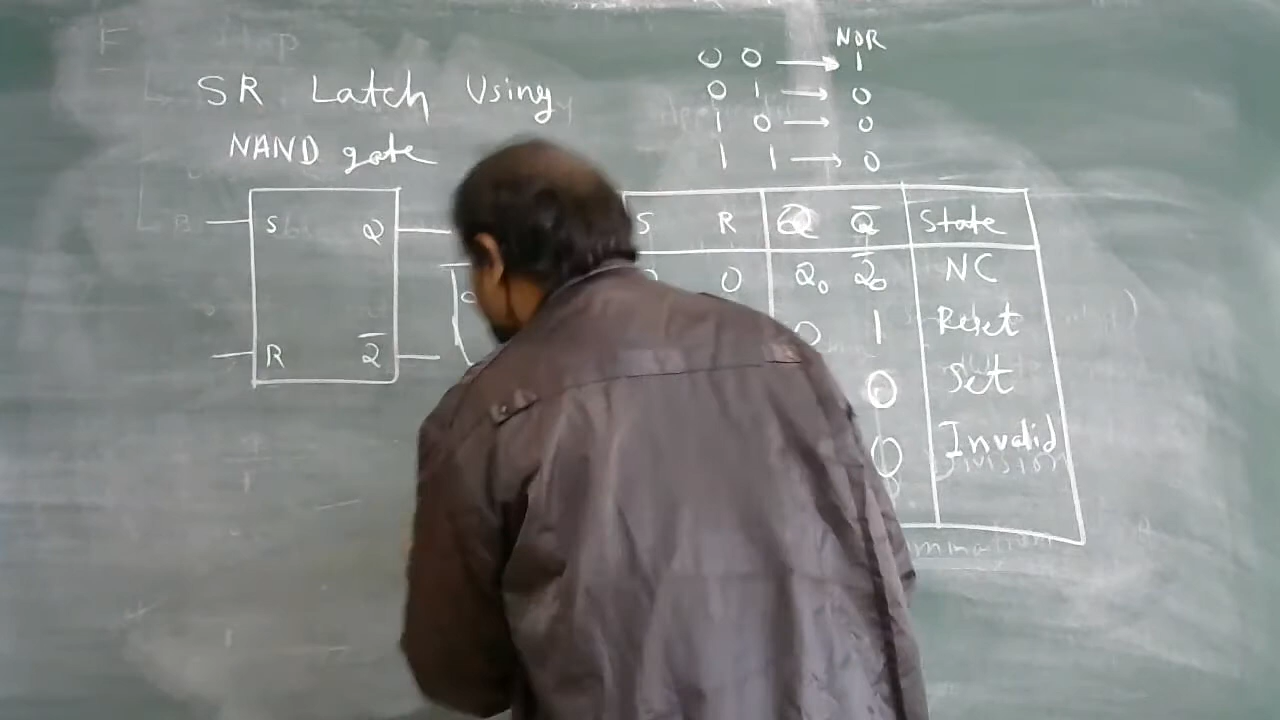 SR Latch Using
NAND gate
NOR
0 0 → 1
0 1 → 0
1 0 → 0
1 1 → 0
S Q
R Q̅
S R Q Q̅ State
0 Q₀ Q̅₀ NC
0 1 Reset
0 Set
0 Invalid